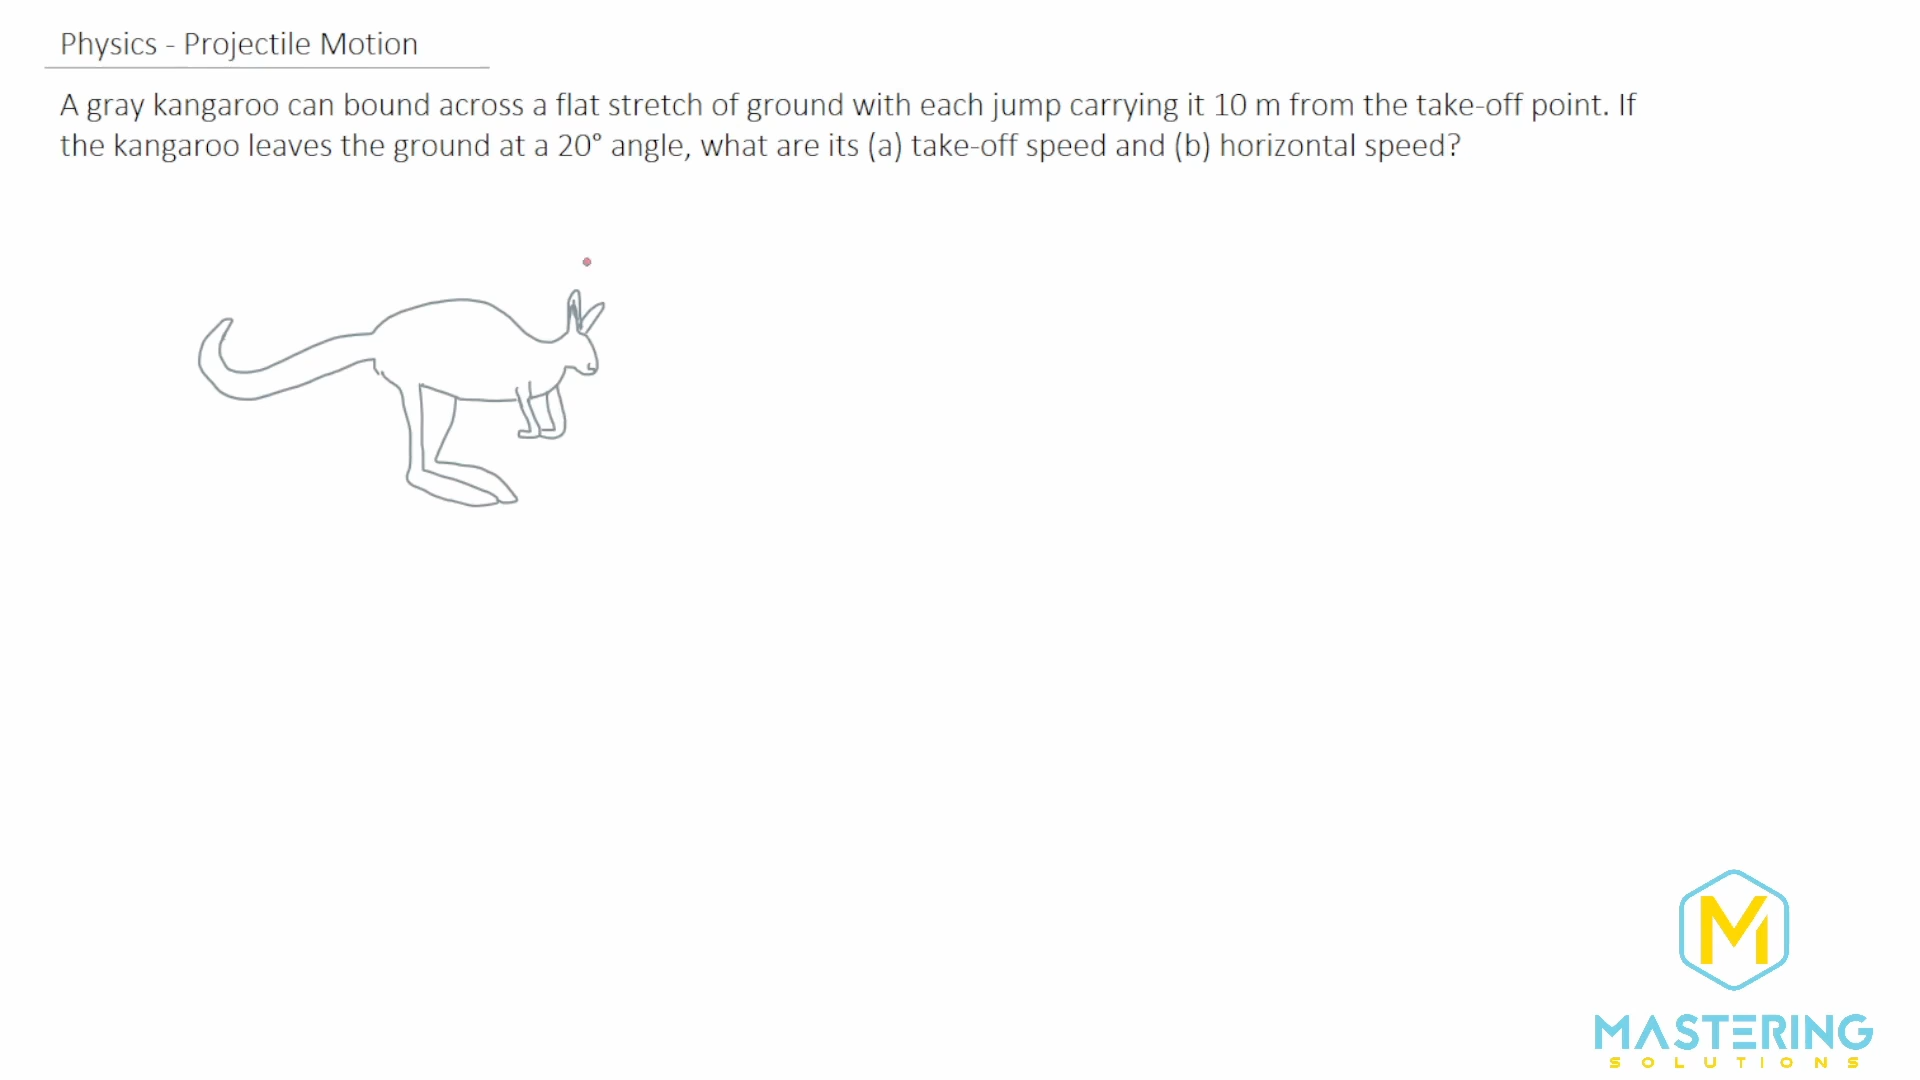 Physics - Projectile Motion
A gray kangaroo can bound across a flat stretch of ground with each jump carrying it 10 m from the take-off point. If
the kangaroo leaves the ground at a 20° angle, what are its (a) take-off speed and (b) horizontal speed?
M
MASTERING
SOLUTIONS